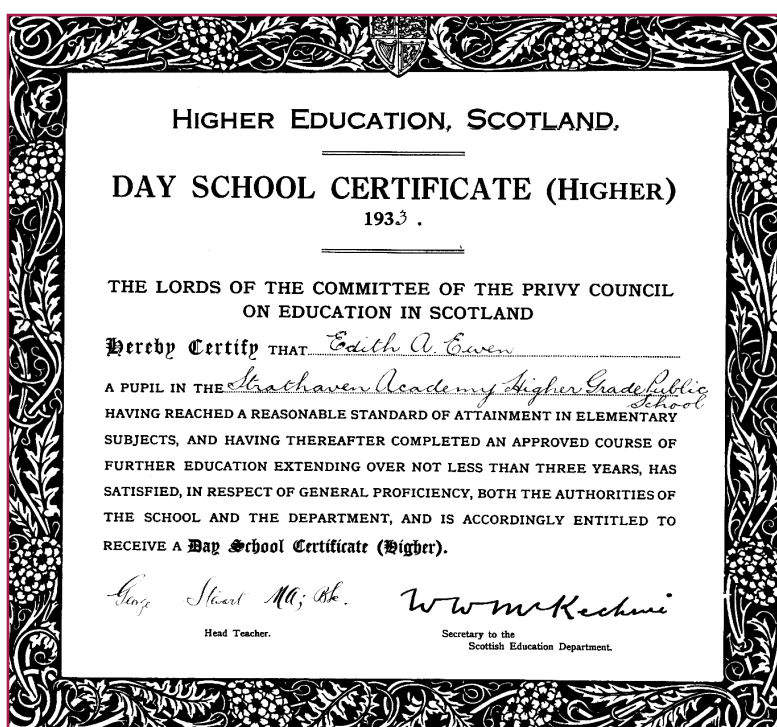 HIGHER EDUCATION, SCOTLAND.
DAY SCHOOL CERTIFICATE (HIGHER)
1933.
THE LORDS OF THE COMMITTEE OF THE PRIVY COUNCIL
ON EDUCATION IN SCOTLAND
Hereby Certify THAT Edith A. Ewen
A PUPIL IN THE Strathaven Academy Higher Grade Public
School
HAVING REACHED A REASONABLE STANDARD OF ATTAINMENT IN ELEMENTARY
SUBJECTS, AND HAVING THEREAFTER COMPLETED AN APPROVED COURSE OF
FURTHER EDUCATION EXTENDING OVER NOT LESS THAN THREE YEARS, HAS
SATISFIED, IN RESPECT OF GENERAL PROFICIENCY, BOTH THE AUTHORITIES OF
THE SCHOOL AND THE DEPARTMENT, AND IS ACCORDINGLY ENTITLED TO
RECEIVE A Day School Certificate (Higher).
George Stuart MA; BSc. W W McKechnie
Head Teacher. Secretary to the
Scottish Education Department.